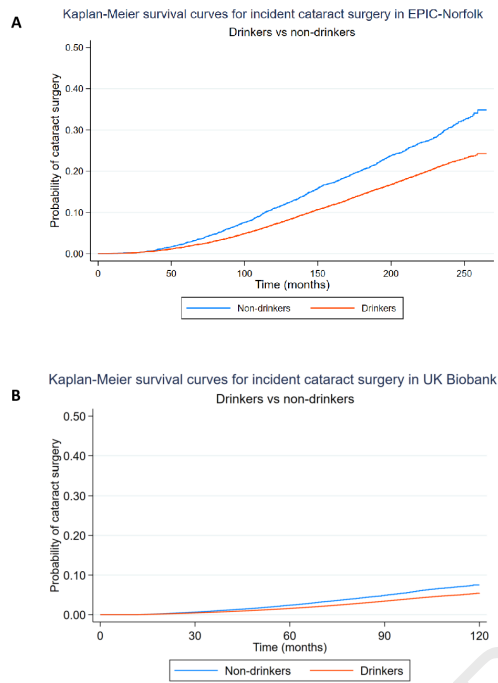 A
Kaplan-Meier survival curves for incident cataract surgery in EPIC-Norfolk
Drinkers vs non-drinkers
Probability of cataract surgery
0.50
0.40
0.30
0.20
0.10
0.00
0 50 100 150 200 250
Time (months)
Non-drinkers Drinkers
B
Kaplan-Meier survival curves for incident cataract surgery in UK Biobank
Drinkers vs non-drinkers
Probability of cataract surgery
0.50
0.40
0.30
0.20
0.10
0.00
0 30 60 90 120
Time (months)
Non-drinkers Drinkers